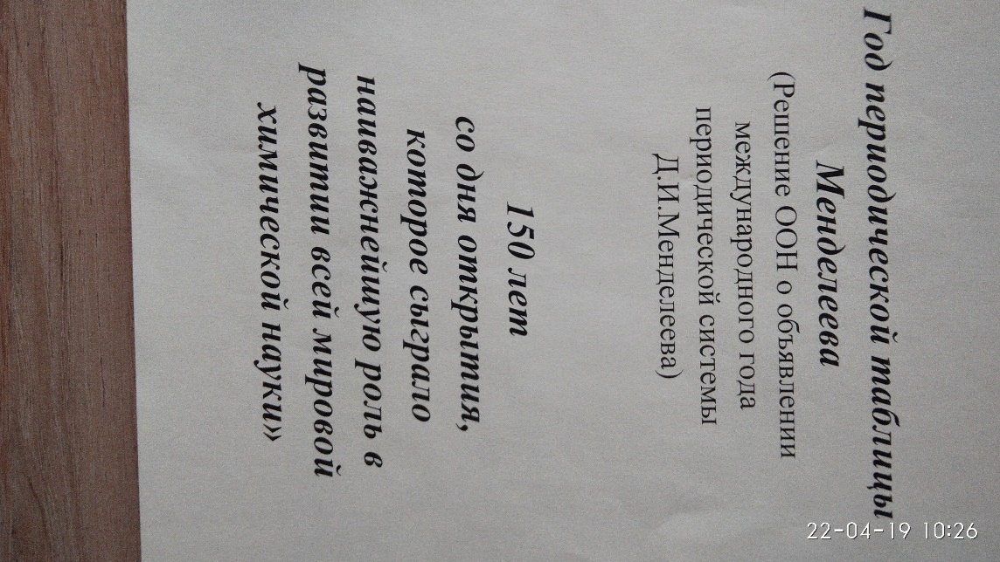 Год периодической таблицы
Менделеева
(Решение ООН о объявлении
международного года
периодической системы
Д.И.Менделеева)
150 лет
со дня открытия,
которое сыграло
наиважнейшую роль в
развитии всей мировой
химической науки»
22-04-19 10:26